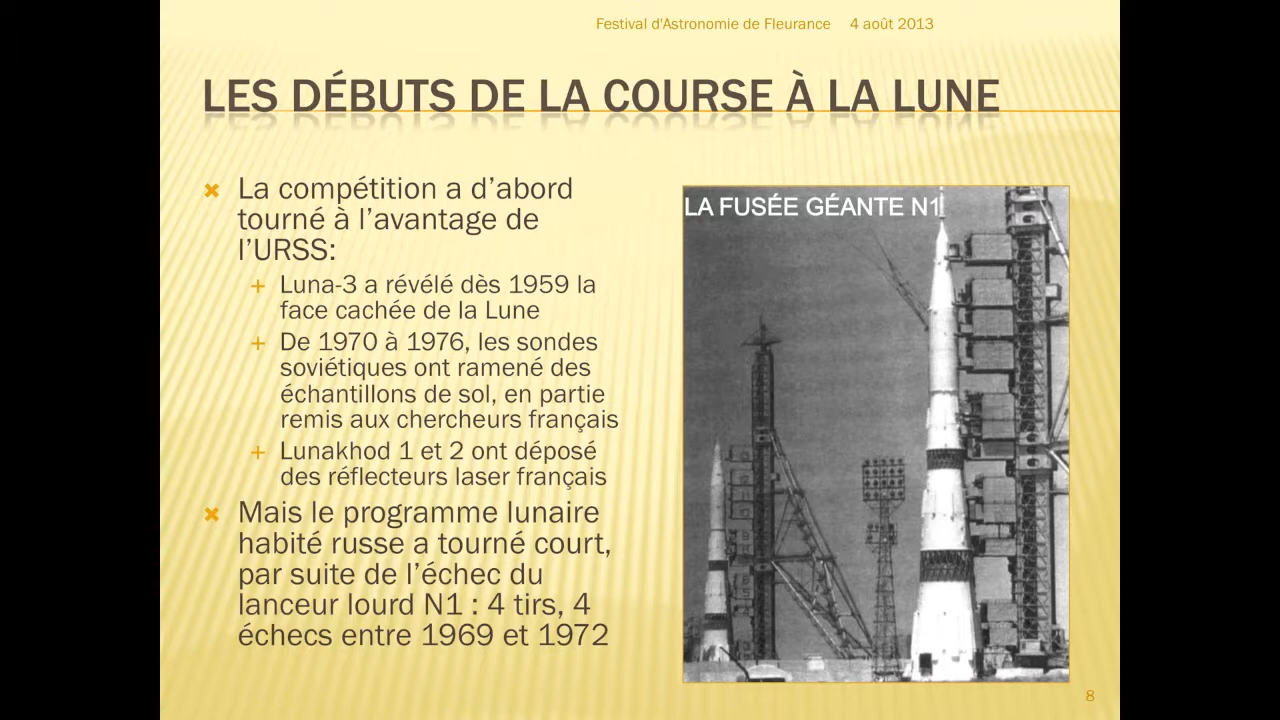 Festival d'Astronomie de Fleurance 4 août 2013
LES DÉBUTS DE LA COURSE À LA LUNE
La compétition a d’abord
tourné à l’avantage de
l’URSS:
Luna-3 a révélé dès 1959 la
face cachée de la Lune
De 1970 à 1976, les sondes
soviétiques ont ramené des
échantillons de sol, en partie
remis aux chercheurs français
Lunakhod 1 et 2 ont déposé
des réflecteurs laser français
Mais le programme lunaire
habité russe a tourné court,
par suite de l’échec du
lanceur lourd N1 : 4 tirs, 4
échecs entre 1969 et 1972
LA FUSÉE GÉANTE N1
8